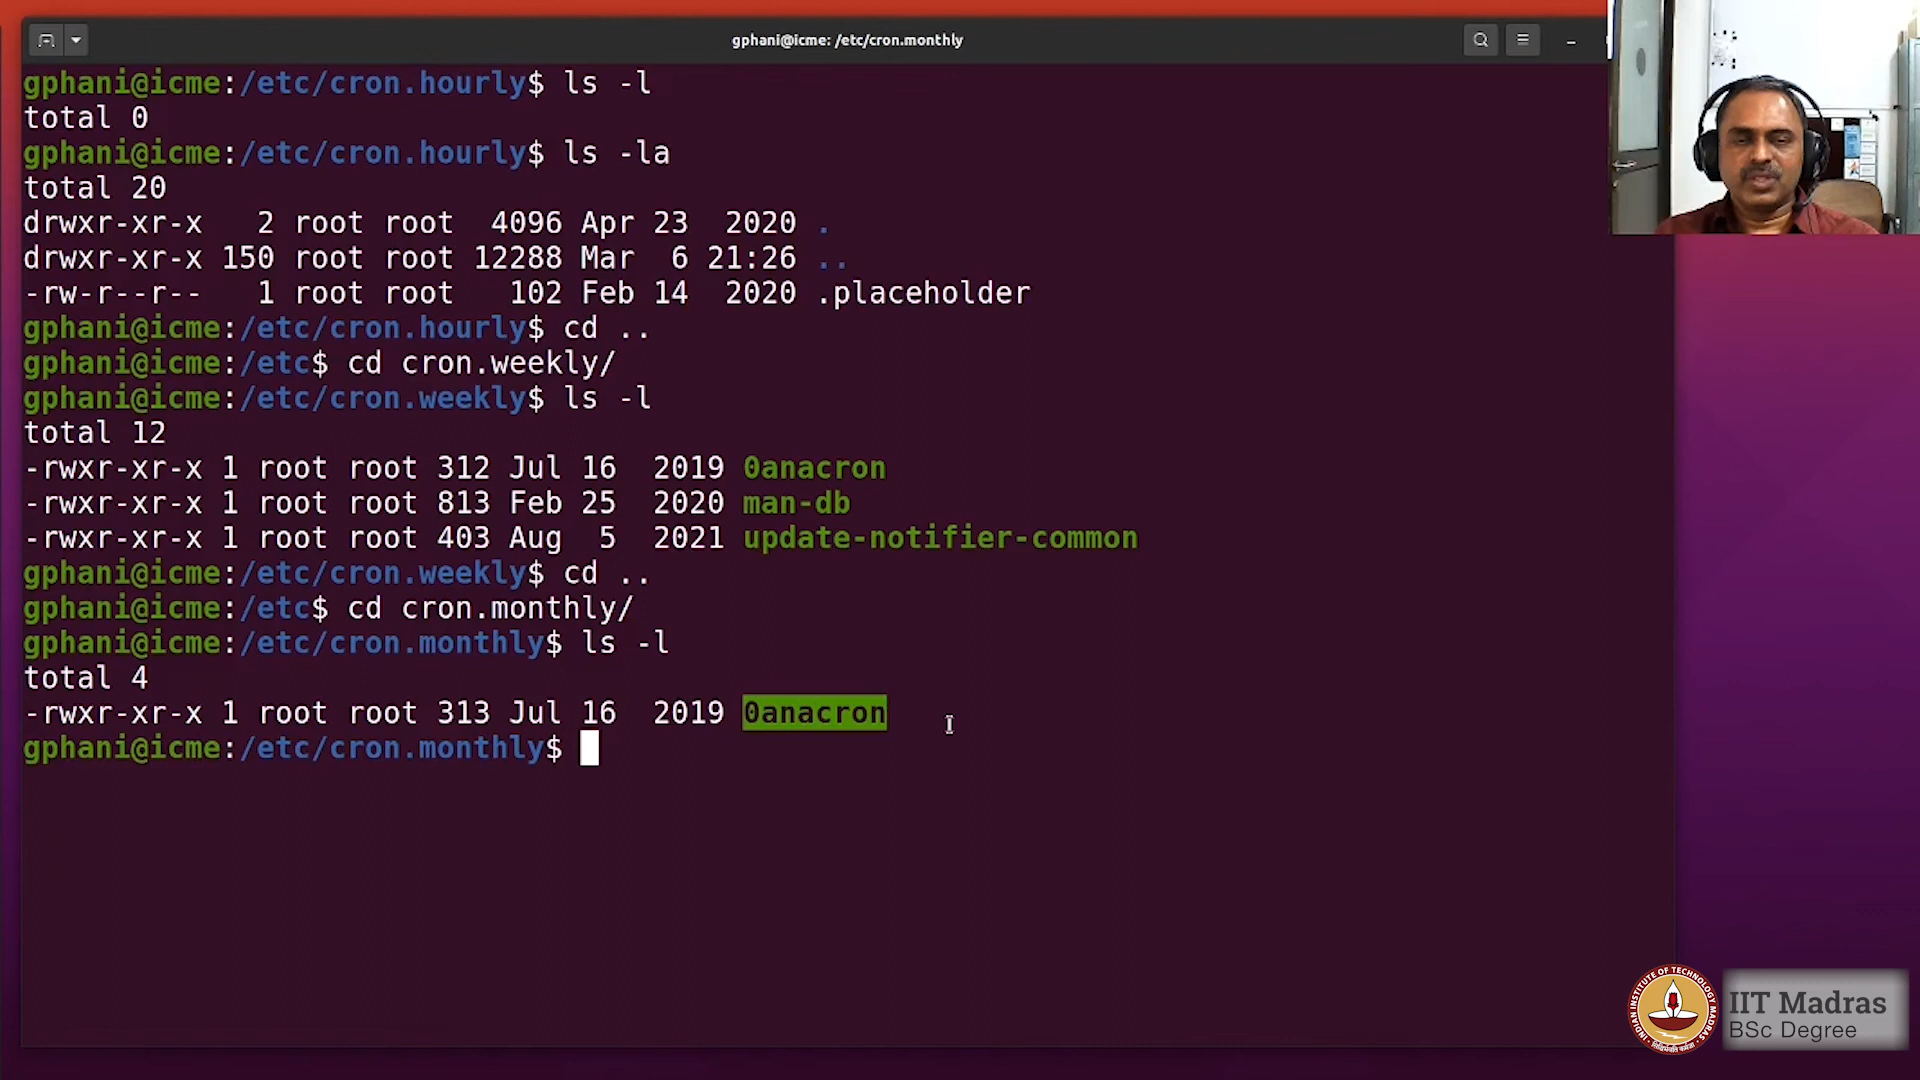 gphani@icme: /etc/cron.monthly
gphani@icme:/etc/cron.hourly$ ls -l
total 0
gphani@icme:/etc/cron.hourly$ ls -la
total 20
drwxr-xr-x   2 root root  4096 Apr 23  2020 .
drwxr-xr-x 150 root root 12288 Mar  6 21:26 ..
-rw-r--r--   1 root root   102 Feb 14  2020 .placeholder
gphani@icme:/etc/cron.hourly$ cd ..
gphani@icme:/etc$ cd cron.weekly/
gphani@icme:/etc/cron.weekly$ ls -l
total 12
-rwxr-xr-x 1 root root 312 Jul 16  2019 0anacron
-rwxr-xr-x 1 root root 813 Feb 25  2020 man-db
-rwxr-xr-x 1 root root 403 Aug  5  2021 update-notifier-common
gphani@icme:/etc/cron.weekly$ cd ..
gphani@icme:/etc$ cd cron.monthly/
gphani@icme:/etc/cron.monthly$ ls -l
total 4
-rwxr-xr-x 1 root root 313 Jul 16  2019 0anacron
gphani@icme:/etc/cron.monthly$
INDIAN INSTITUTE OF TECHNOLOGY MADRAS
IIT Madras
BSc Degree